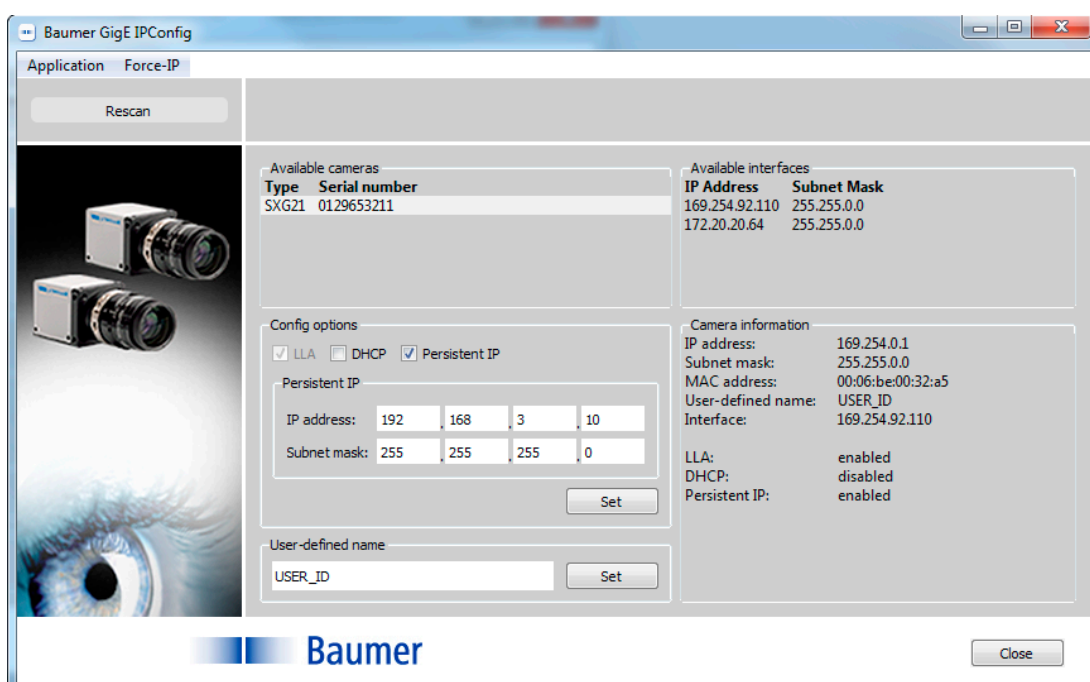 Baumer GigE IPConfig
Application Force-IP
Rescan
Available cameras
Type Serial number
SXG21 0129653211
Available interfaces
IP Address Subnet Mask
169.254.92.110 255.255.0.0
172.20.20.64 255.255.0.0
Config options
LLA DHCP Persistent IP
Persistent IP
IP address: 192 . 168 . 3 . 10
Subnet mask: 255 . 255 . 255 . 0
Set
User-defined name
USER_ID Set
Camera information
IP address: 169.254.0.1
Subnet mask: 255.255.0.0
MAC address: 00:06:be:00:32:a5
User-defined name: USER_ID
Interface: 169.254.92.110
LLA: enabled
DHCP: disabled
Persistent IP: enabled
Baumer
Close